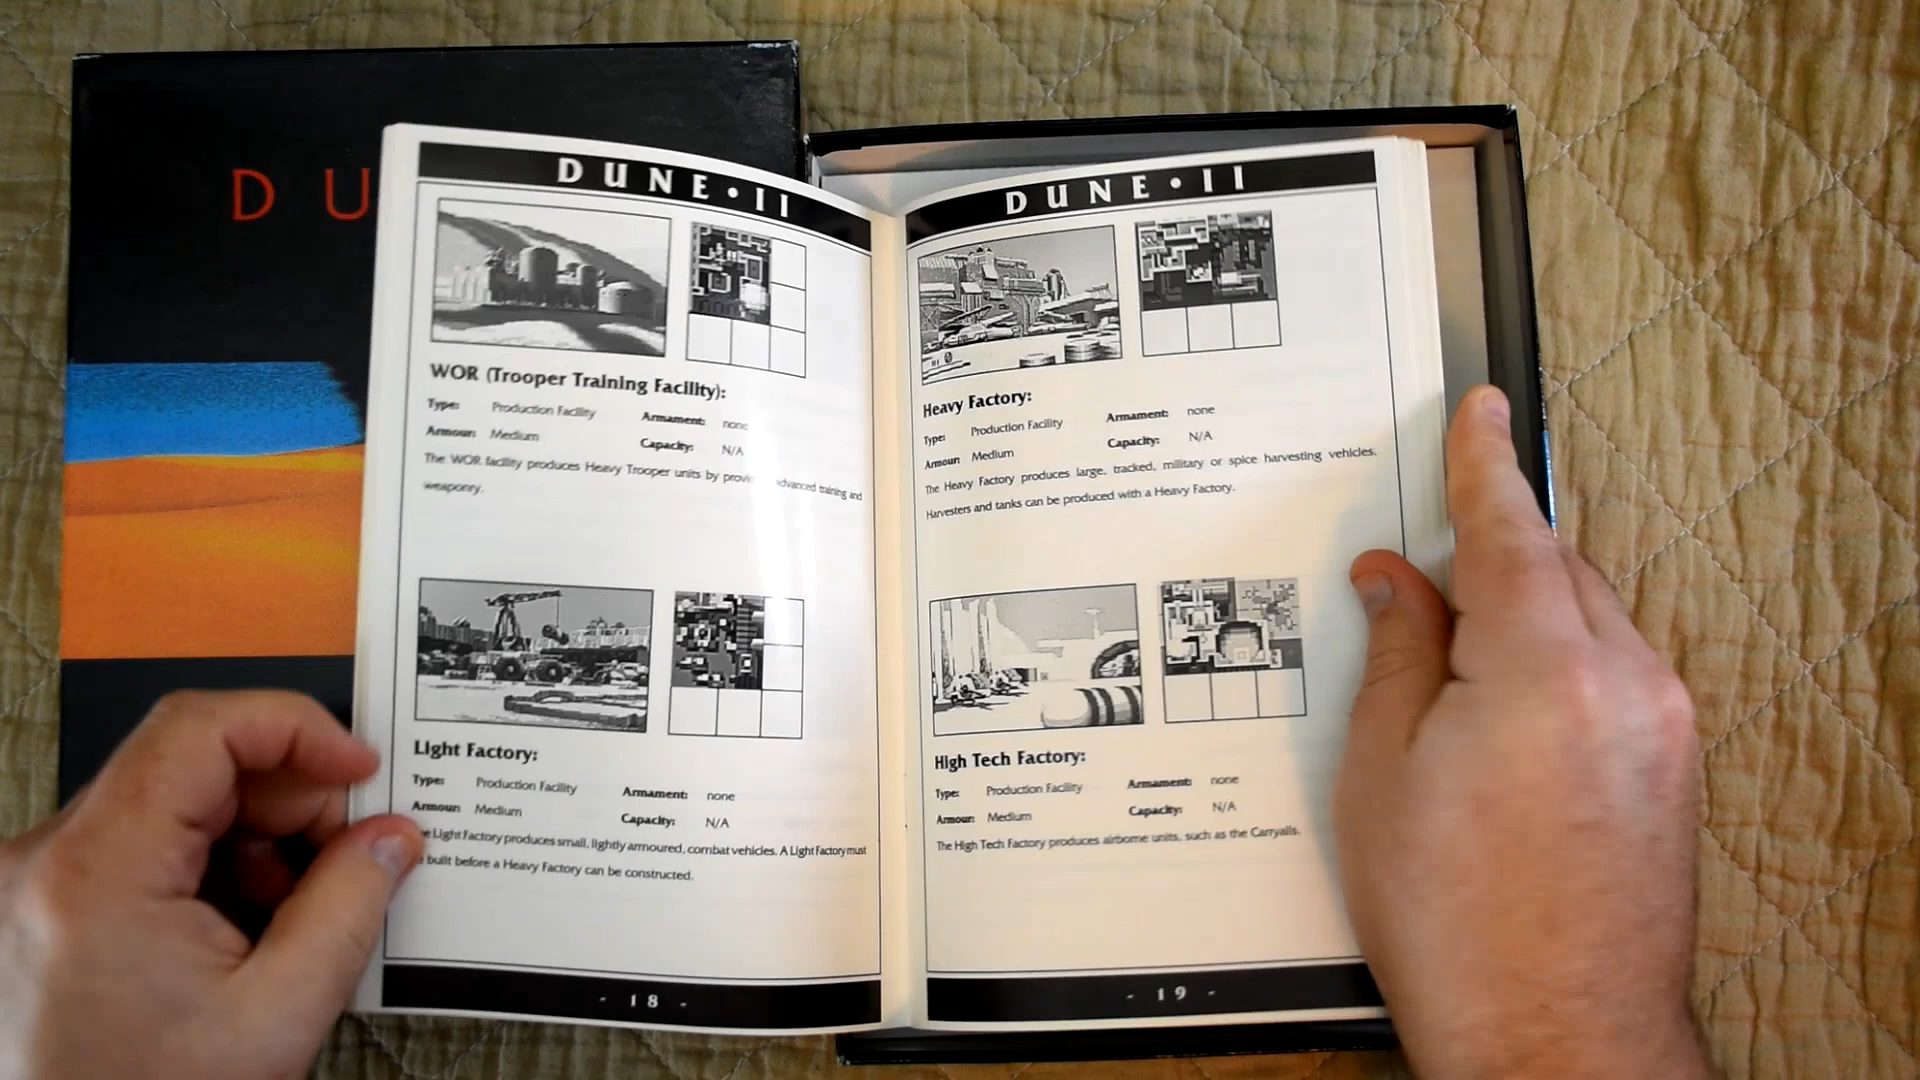 D U
DUNE • II
WOR (Trooper Training Facility):
Type: Production Facility Armament: none
Armour: Medium Capacity: N/A
The WOR facility produces Heavy Trooper units by advanced training and
weaponry.
Light Factory:
Type: Production Facility Armament: none
Armour: Medium Capacity: N/A
Light Factory produces small, lightly armoured, combat vehicles. A Light Factory must
built before a Heavy Factory can be constructed.
- 18 -
DUNE • II
Heavy Factory:
Type: Production Facility Armament: none
Armour: Medium Capacity: N/A
The Heavy Factory produces large, tracked, military or spice harvesting vehicles.
Harvesters and tanks can be produced with a Heavy Factory.
High Tech Factory:
Type: Production Facility Armament: none
Armour: Medium Capacity: N/A
The High Tech Factory produces airborne units, such as the Carryalls.
- 19 -